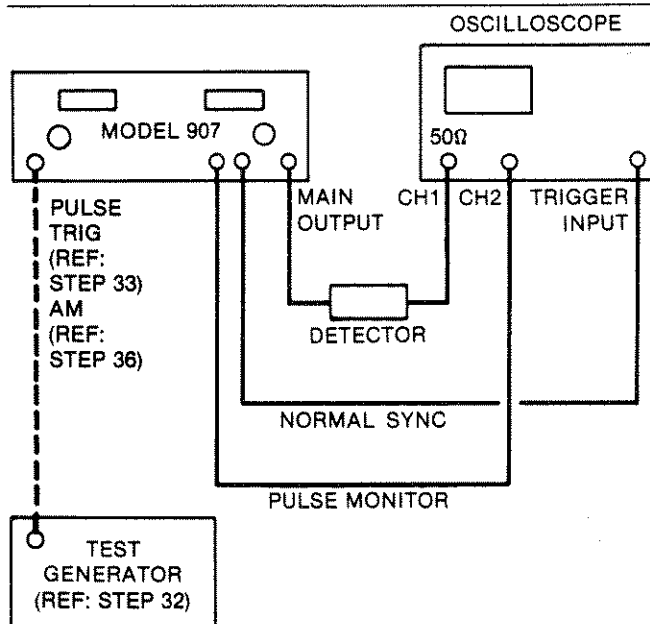 OSCILLOSCOPE
MODEL 907
50Ω
MAIN
OUTPUT
CH1
CH2
TRIGGER
INPUT
PULSE
TRIG
(REF:
STEP 33)
AM
(REF:
STEP 36)
DETECTOR
NORMAL SYNC
PULSE MONITOR
TEST
GENERATOR
(REF: STEP 32)